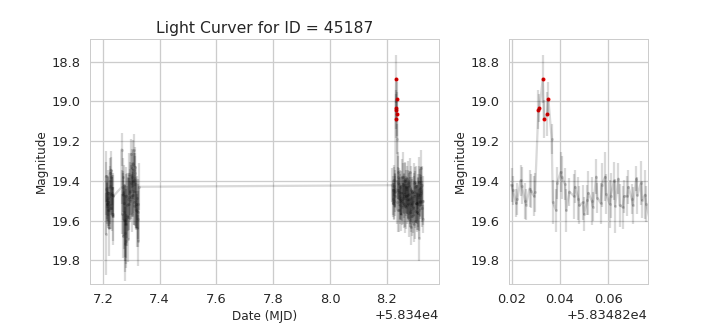 Light Curver for ID = 45187
Magnitude
18.8
19.0
19.2
19.4
19.6
19.8
7.2 7.4 7.6 7.8 8.0 8.2
Date (MJD)
+5.834e4
Magnitude
18.8
19.0
19.2
19.4
19.6
19.8
0.02 0.04 0.06
+5.83482e4